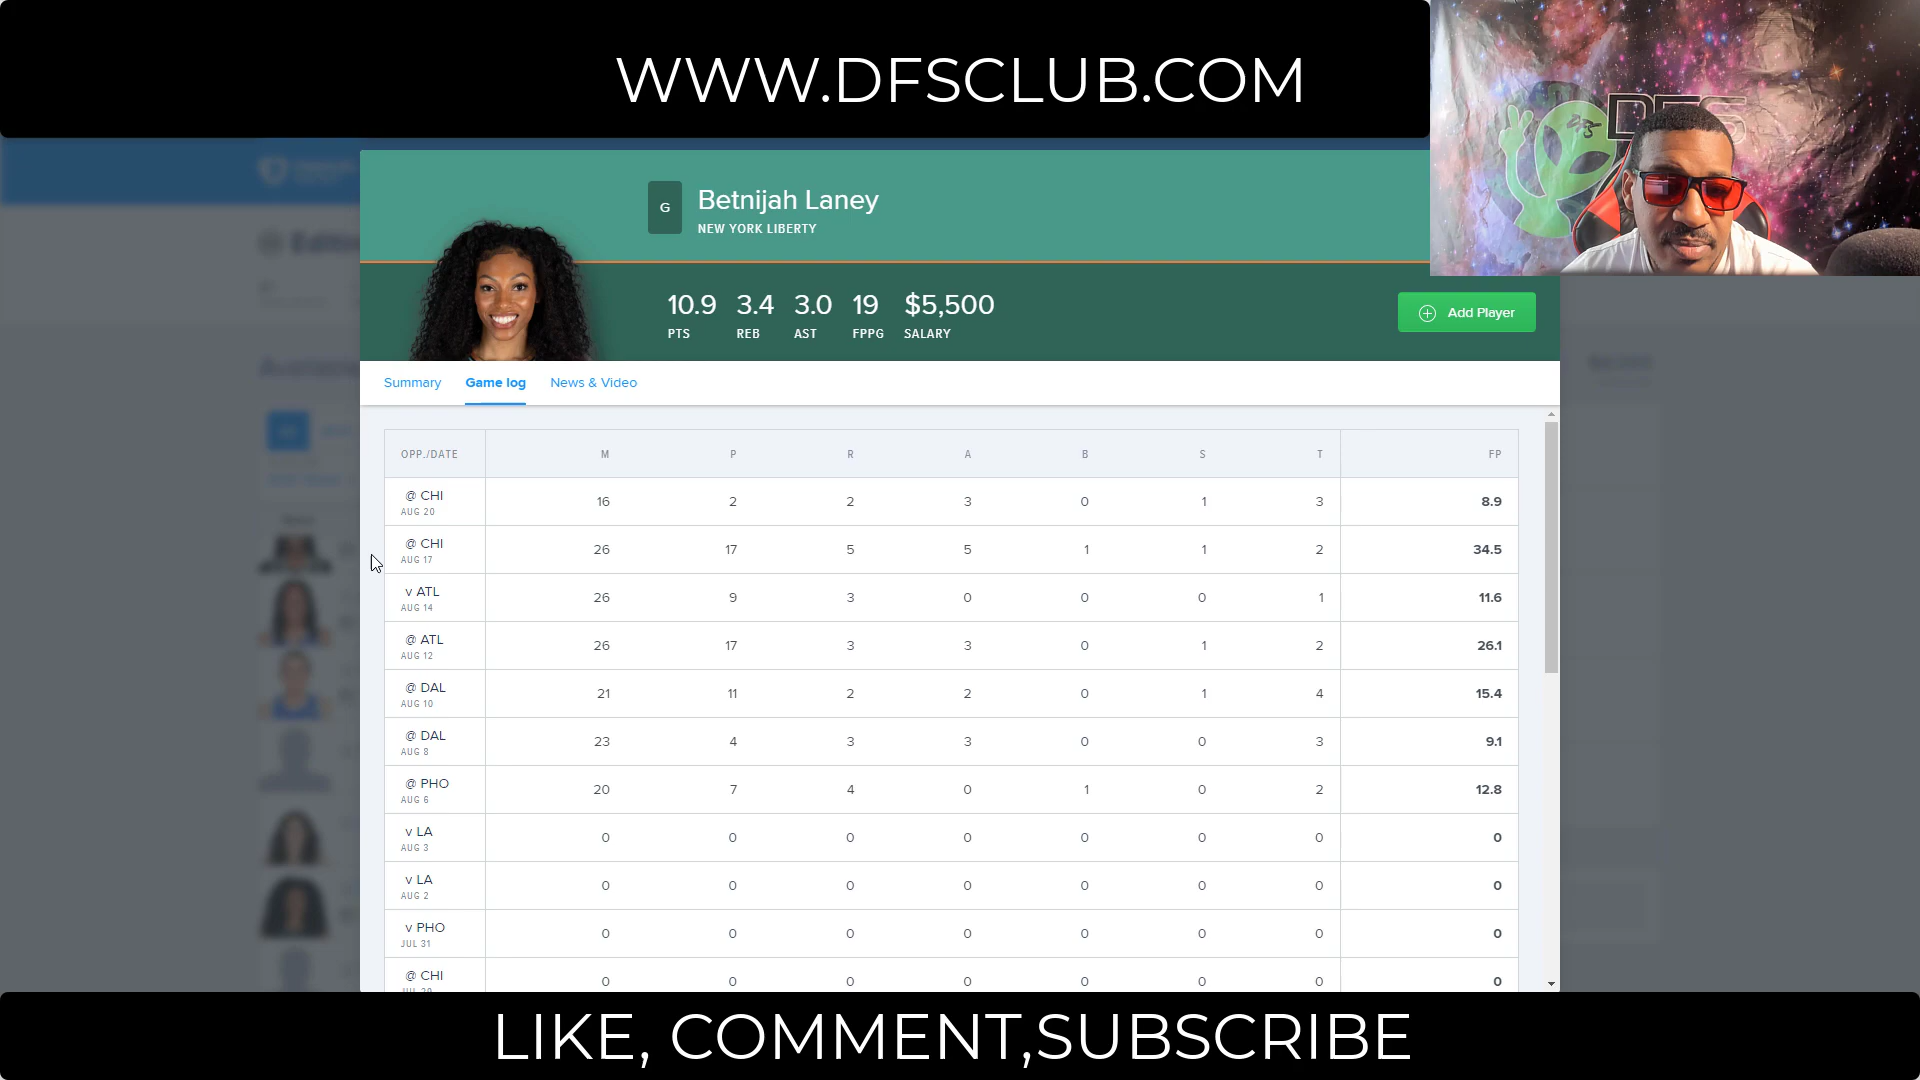 WWW.DFSCLUB.COM
DFS
DFS
G
Betnijah Laney
NEW YORK LIBERTY
10.9 3.4 3.0 19 $5,500
PTS REB AST FPPG SALARY
Add Player
Summary Game log News & Video
OPP./DATE M P R A B S T FP
@ CHI
AUG 20
16 2 2 3 0 1 3 8.9
@ CHI
AUG 17
26 17 5 5 1 1 2 34.5
v ATL
AUG 14
26 9 3 0 0 0 1 11.6
@ ATL
AUG 12
26 17 3 3 0 1 2 26.1
@ DAL
AUG 10
21 11 2 2 0 1 4 15.4
@ DAL
AUG 8
23 4 3 3 0 0 3 9.1
@ PHO
AUG 6
20 7 4 0 1 0 2 12.8
v LA
AUG 3
0 0 0 0 0 0 0 0
v LA
AUG 2
0 0 0 0 0 0 0 0
v PHO
JUL 31
0 0 0 0 0 0 0 0
@ CHI
0 0 0 0 0 0 0 0
LIKE, COMMENT,SUBSCRIBE